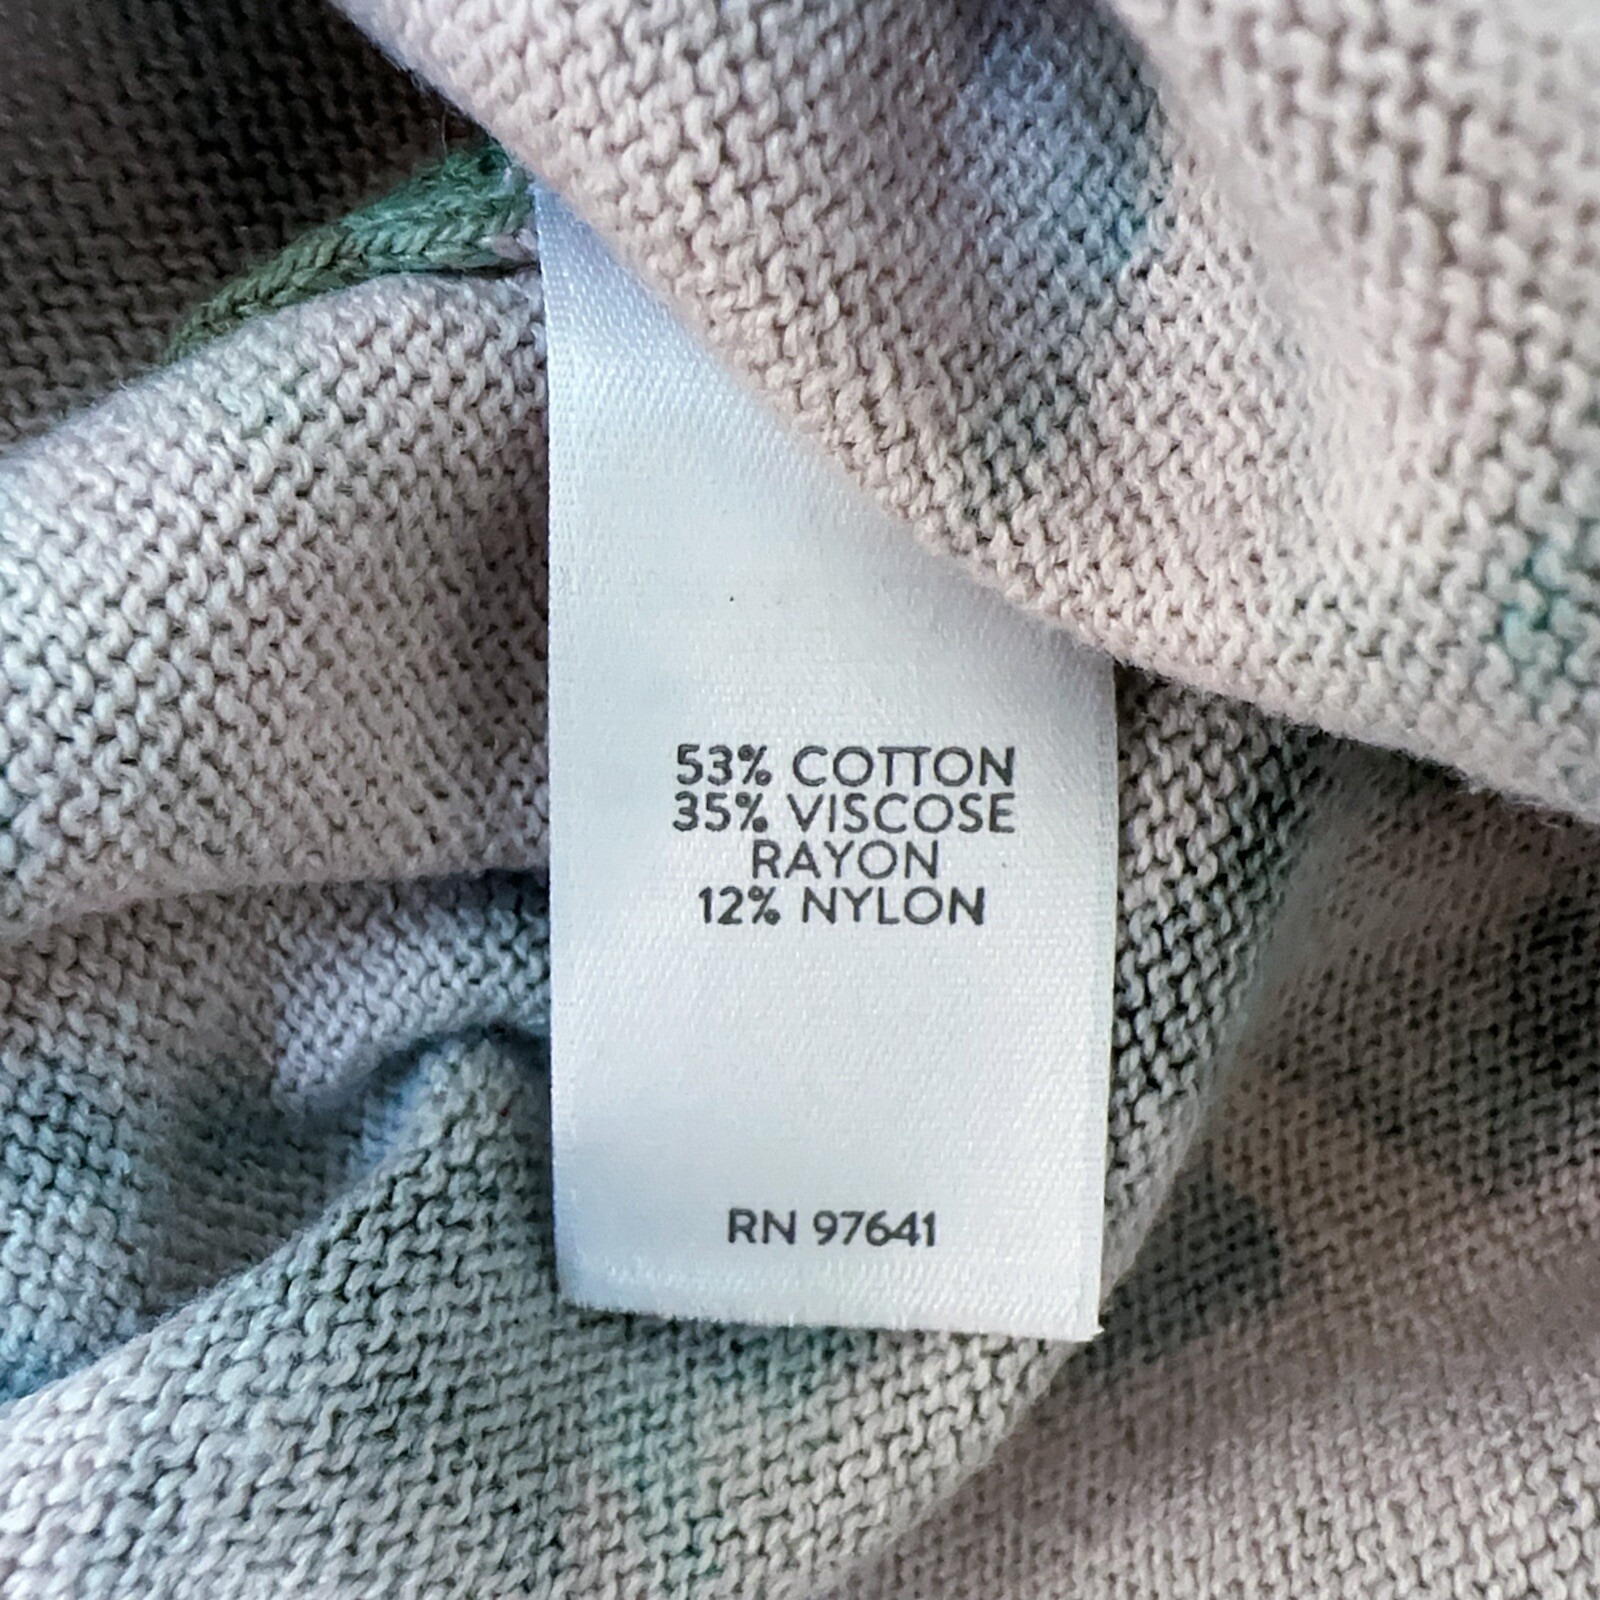 53% COTTON
35% VISCOSE
RAYON
12% NYLON
RN 97641